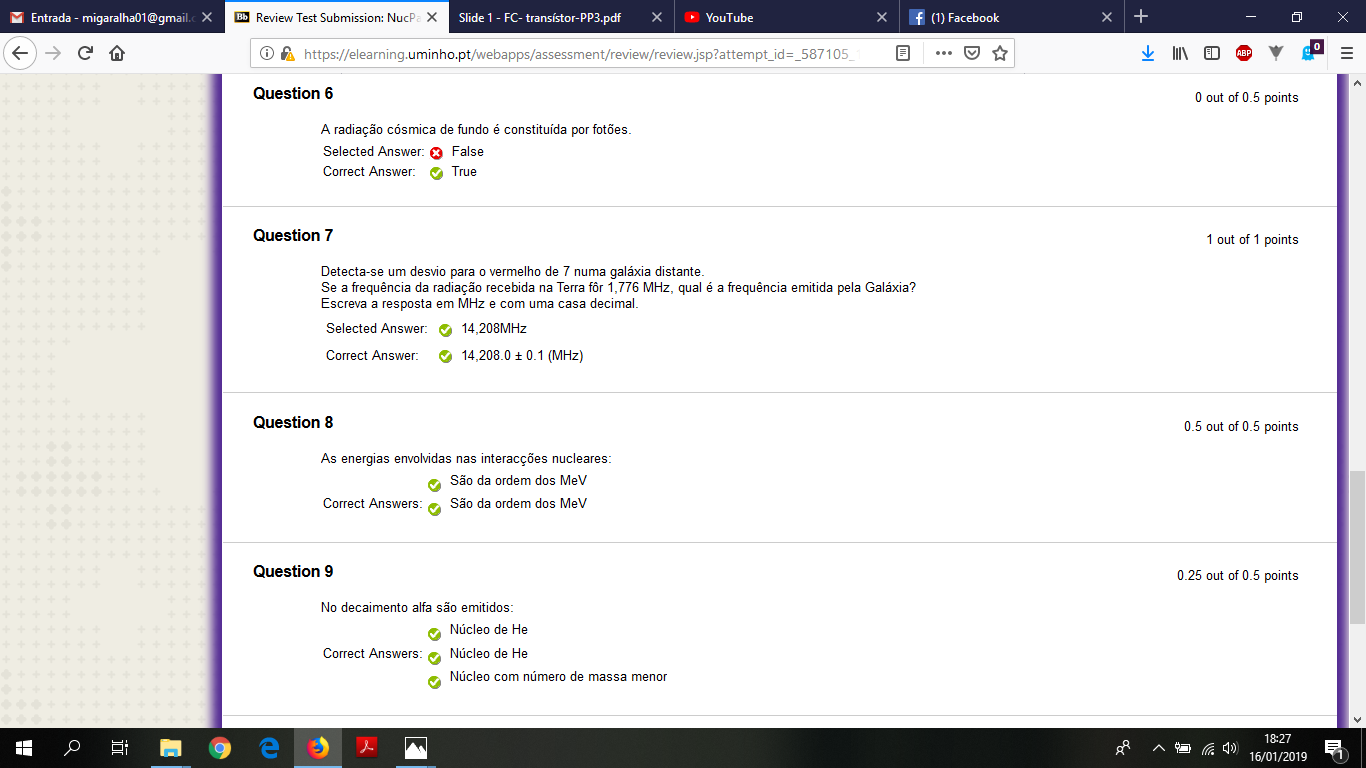 Entrada - migaralha01@gmail.c
Bb Review Test Submission: NucPa
Slide 1 - FC- transístor-PP3.pdf
YouTube
(1) Facebook
https://elearning.uminho.pt/webapps/assessment/review/review.jsp?attempt_id=_587105_
ABP
0
Question 6
0 out of 0.5 points
A radiação cósmica de fundo é constituída por fotões.
Selected Answer: False
Correct Answer: True
Question 7
1 out of 1 points
Detecta-se um desvio para o vermelho de 7 numa galáxia distante.
Se a frequência da radiação recebida na Terra fôr 1,776 MHz, qual é a frequência emitida pela Galáxia?
Escreva a resposta em MHz e com uma casa decimal.
Selected Answer: 14,208MHz
Correct Answer: 14,208.0 ± 0.1 (MHz)
Question 8
0.5 out of 0.5 points
As energias envolvidas nas interacções nucleares:
São da ordem dos MeV
Correct Answers: São da ordem dos MeV
Question 9
0.25 out of 0.5 points
No decaimento alfa são emitidos:
Núcleo de He
Correct Answers: Núcleo de He
Núcleo com número de massa menor
18:27
16/01/2019
1